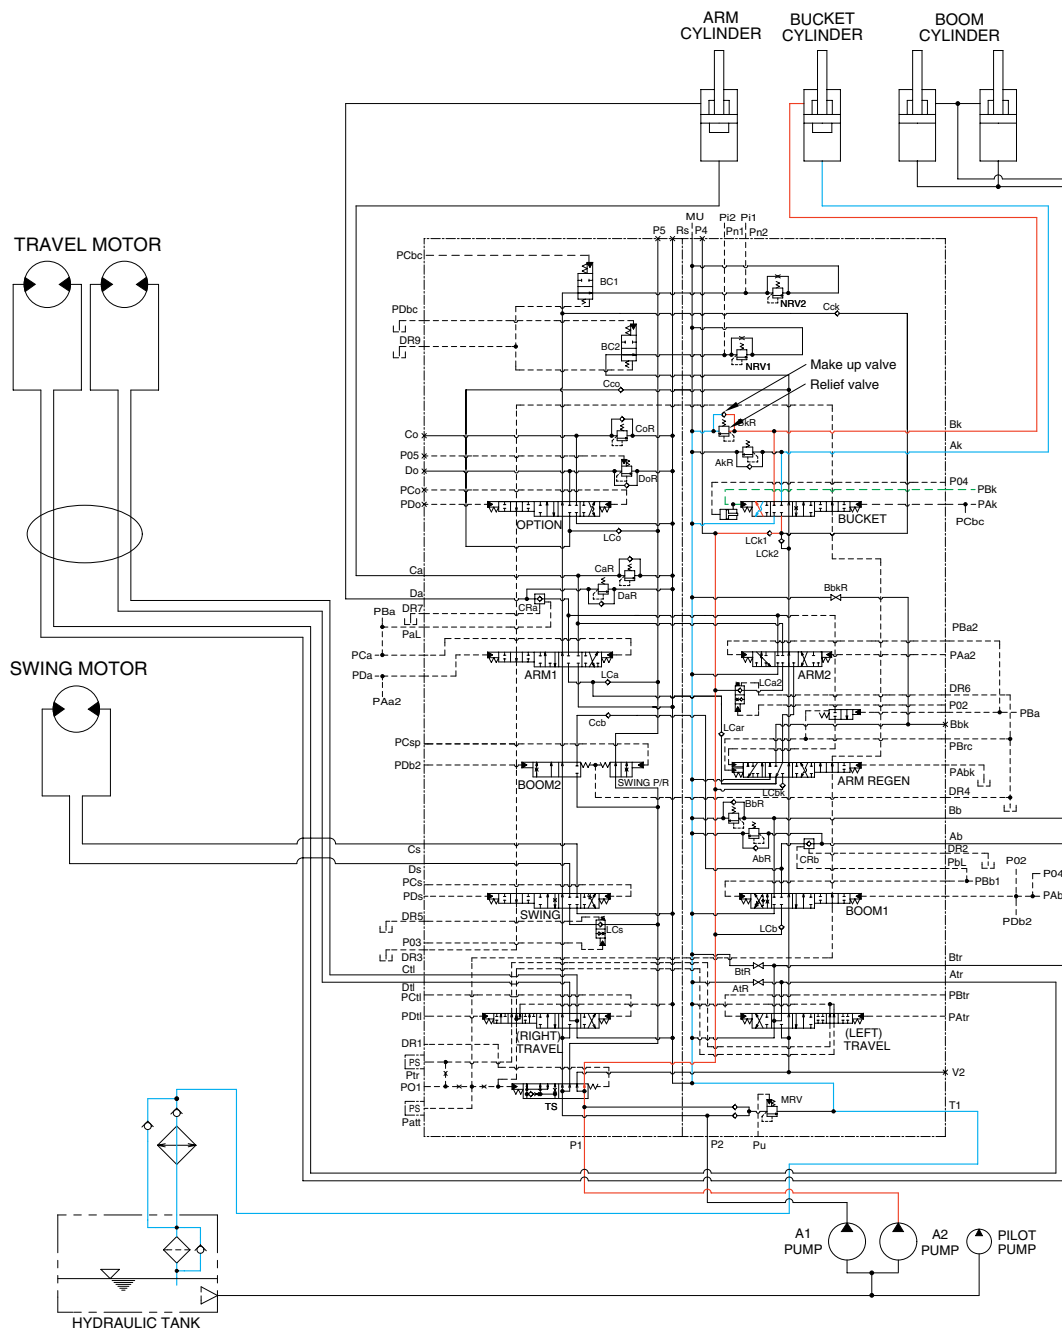 ARM
CYLINDER
BUCKET
CYLINDER
BOOM
CYLINDER
TRAVEL MOTOR
MU
Pi2
Pi1
P5
Rs
P4
Pn1
Pn2
PCbc
BC1
NRV2
Cck
PDbc
DR9
BC2
NRV1
Make up valve
Relief valve
Cco
Co
CoR
BkR
Bk
AkR
Ak
P05
Do
DoR
PCo
PDo
OPTION
P04
PBk
PAk
PCbc
BUCKET
LCo
LCk1
LCk2
Ca
CaR
Da
DaR
CRa
PBa
DR7
PaL
PCa
PDa
PAa2
ARM1
LCa
BbkR
PBa2
PAa2
ARM2
LCa2
DR6
P02
PBa
SWING MOTOR
Ccb
LCar
Bbk
PCsp
PDb2
BOOM2
SWING P/R
PBrc
PAbk
ARM REGEN
LCbk
DR4
BbR
Bb
AbR
Ab
CRb
DR2
PbL
P02
P04
PBb1
PAb
PDb2
Cs
Ds
PCs
PDs
SWING
BOOM1
DR5
LCs
LCb
P03
DR3
Ctl
BtR
Btr
AtR
Atr
Dtl
PCtl
PBtr
PDtl
PAtr
(RIGHT)
TRAVEL
(LEFT)
TRAVEL
DR1
PS
Ptr
PO1
PS
Patt
TS
V2
MRV
T1
P1
P2
Pu
A1
PUMP
A2
PUMP
PILOT
PUMP
HYDRAULIC TANK